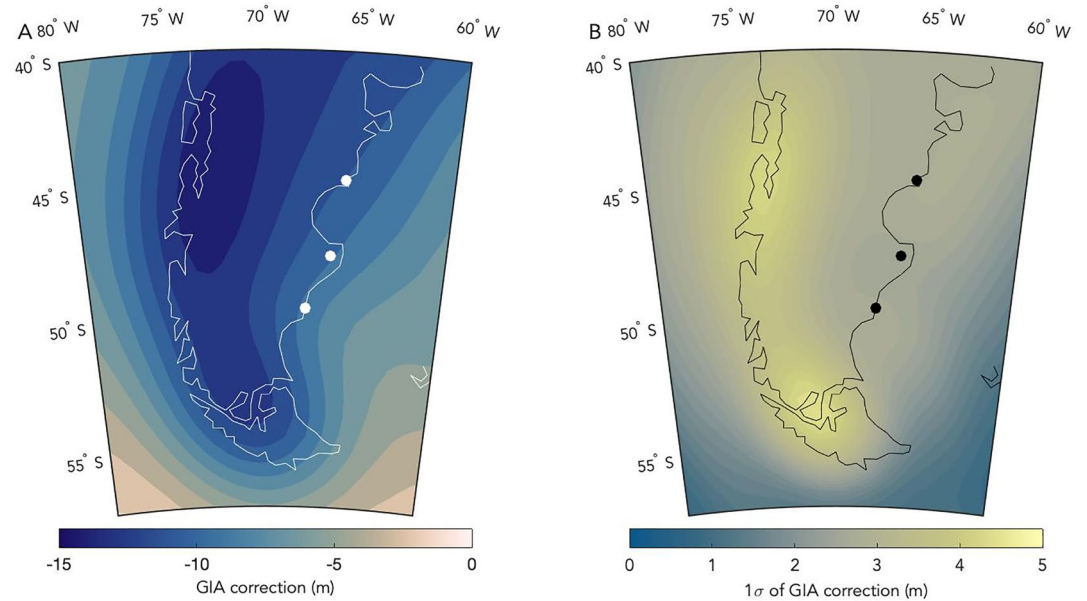 A 80° W 75° W 70° W 65° W 60° W
40° S
45° S
50° S
55° S
-15 -10 -5 0
GIA correction (m)
B 80° W 75° W 70° W 65° W 60° W
40° S
45° S
50° S
55° S
0 1 2 3 4 5
1σ of GIA correction (m)